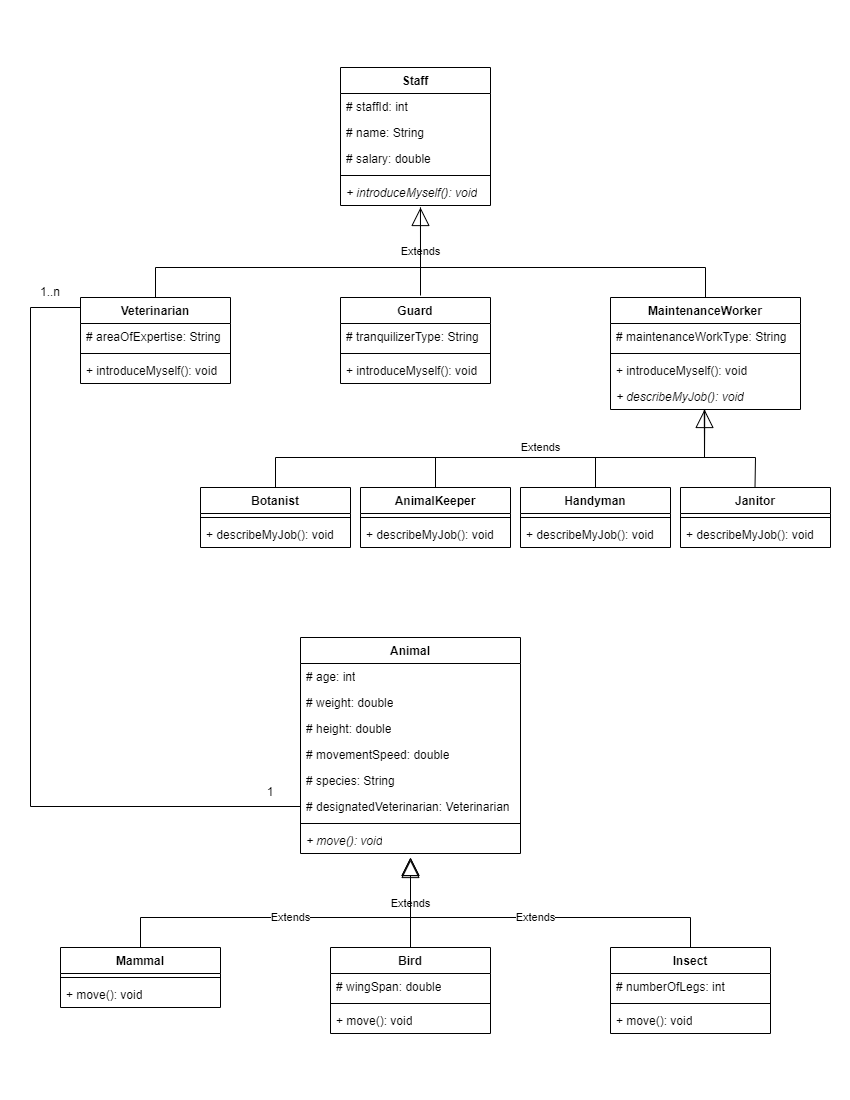 Staff
# staffId: int
# name: String
# salary: double
+ introduceMyself(): void
Extends
1..n
Veterinarian
# areaOfExpertise: String
+ introduceMyself(): void
Guard
# tranquilizerType: String
+ introduceMyself(): void
MaintenanceWorker
# maintenanceWorkType: String
+ introduceMyself(): void
+ describeMyJob(): void
Extends
Botanist
+ describeMyJob(): void
AnimalKeeper
+ describeMyJob(): void
Handyman
+ describeMyJob(): void
Janitor
+ describeMyJob(): void
Animal
# age: int
# weight: double
# height: double
# movementSpeed: double
# species: String
# designatedVeterinarian: Veterinarian
+ move(): void
1
Extends
Extends
Extends
Mammal
+ move(): void
Bird
# wingSpan: double
+ move(): void
Insect
# numberOfLegs: int
+ move(): void